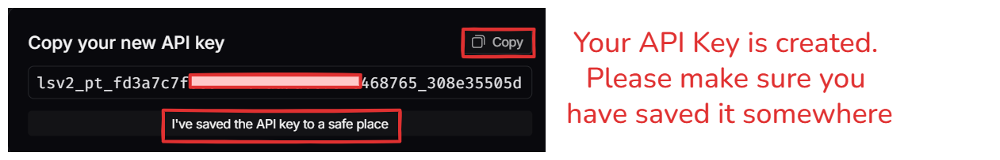 Copy your new API key
Copy
lsv2_pt_fd3a7c7f 468765_308e35505d
I've saved the API key to a safe place
Your API Key is created.
Please make sure you
have saved it somewhere